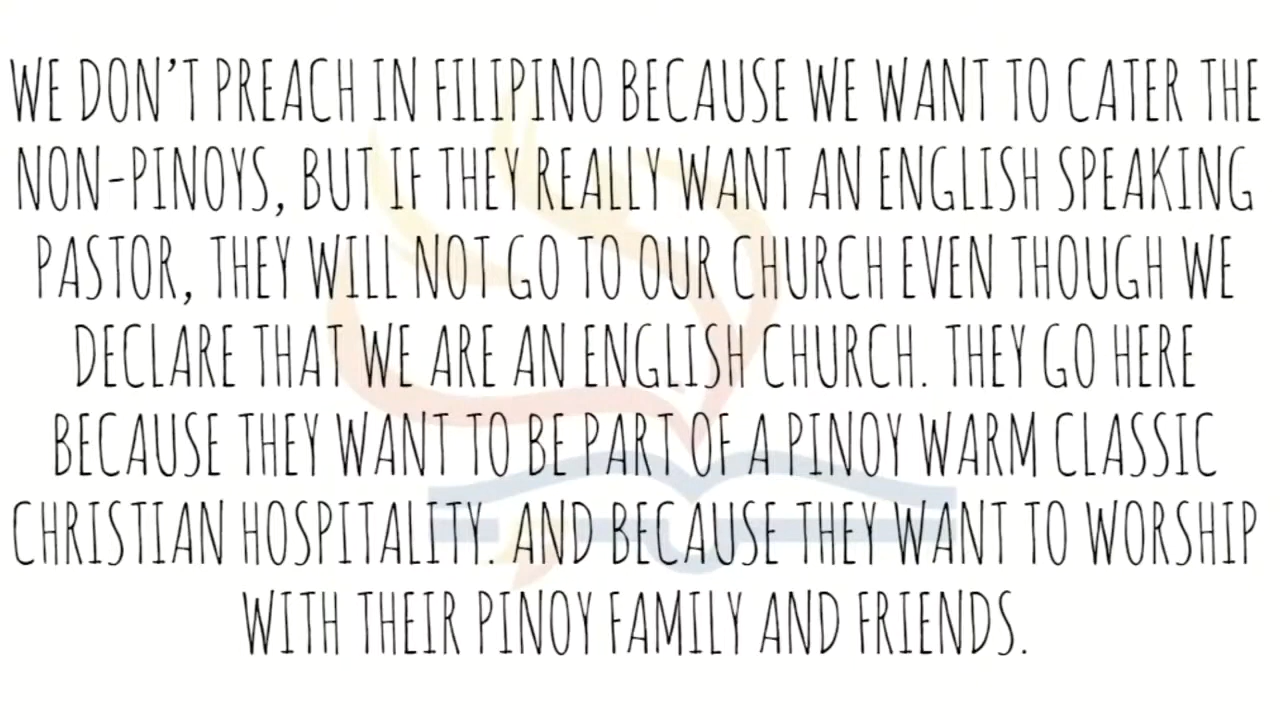 WE DON'T PREACH IN FILIPINO BECAUSE WE WANT TO CATER THE
NON-PINOYS, BUT IF THEY REALLY WANT AN ENGLISH SPEAKING
PASTOR, THEY WILL NOT GO TO OUR CHURCH EVEN THOUGH WE
DECLARE THAT WE ARE AN ENGLISH CHURCH. THEY GO HERE
BECAUSE THEY WANT TO BE PART OF A PINOY WARM CLASSIC
CHRISTIAN HOSPITALITY. AND BECAUSE THEY WANT TO WORSHIP
WITH THEIR PINOY FAMILY AND FRIENDS.